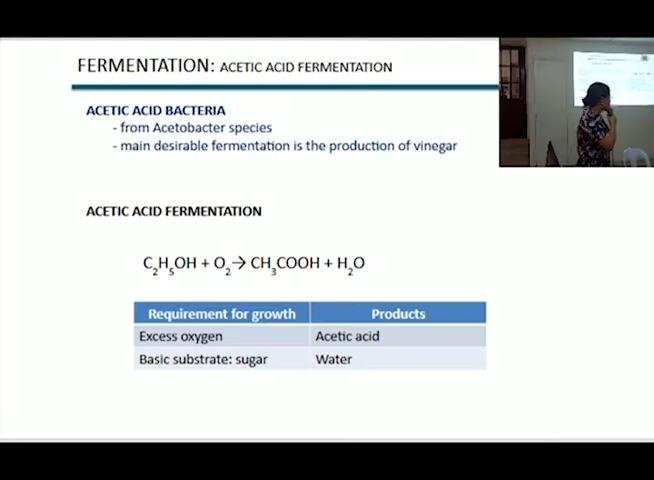 FERMENTATION: ACETIC ACID FERMENTATION
ACETIC ACID BACTERIA
- from Acetobacter species
- main desirable fermentation is the production of vinegar
ACETIC ACID FERMENTATION
C₂H₅OH + O₂→ CH₃COOH + H₂O
Requirement for growth Products
Excess oxygen Acetic acid
Basic substrate: sugar Water